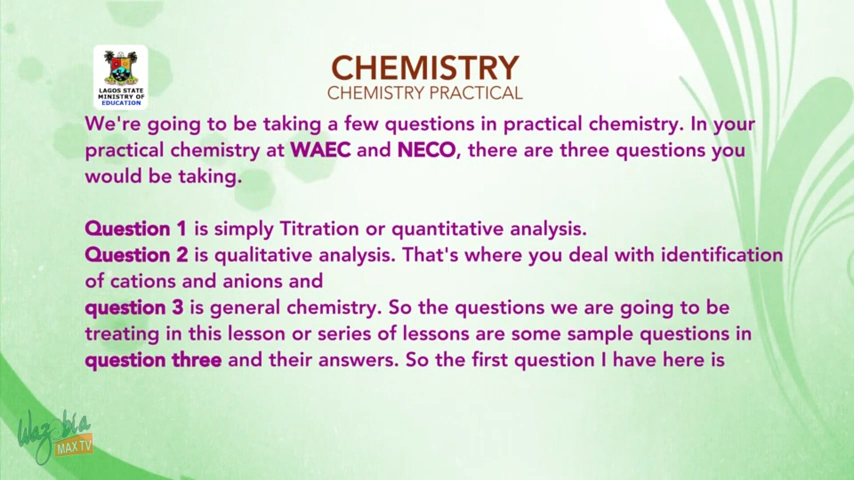 LAGOS STATE
MINISTRY OF
EDUCATION
CHEMISTRY
CHEMISTRY PRACTICAL
We're going to be taking a few questions in practical chemistry. In your
practical chemistry at WAEC and NECO, there are three questions you
would be taking.
Question 1 is simply Titration or quantitative analysis.
Question 2 is qualitative analysis. That's where you deal with identification
of cations and anions and
question 3 is general chemistry. So the questions we are going to be
treating in this lesson or series of lessons are some sample questions in
question three and their answers. So the first question I have here is
Wazobia
MAX TV